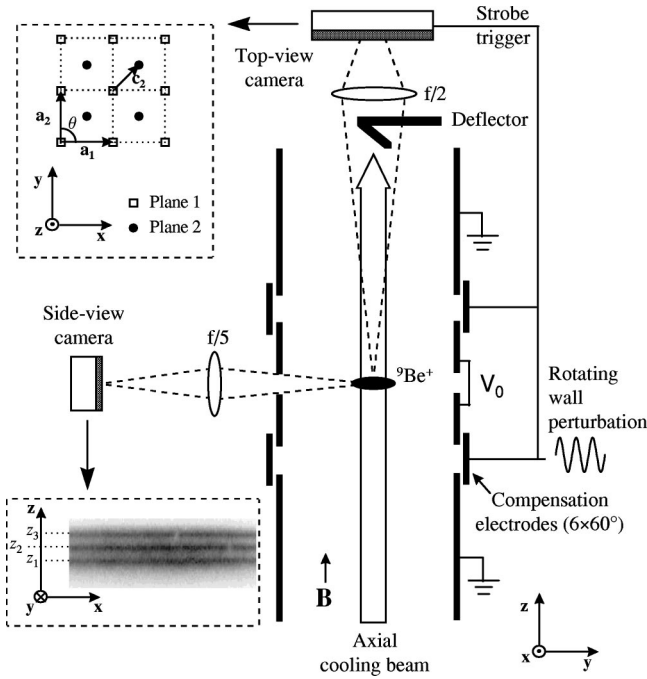 Strobe
trigger
Top-view
camera
f/2
Deflector
a₂
θ
a₁
c₂
y
z
x
Plane 1
Plane 2
Side-view
camera
f/5
⁹Be⁺
V₀
Rotating
wall
perturbation
Compensation
electrodes (6×60°)
z
z₃
z₂
z₁
y
x
B
Axial
cooling beam
z
x
y